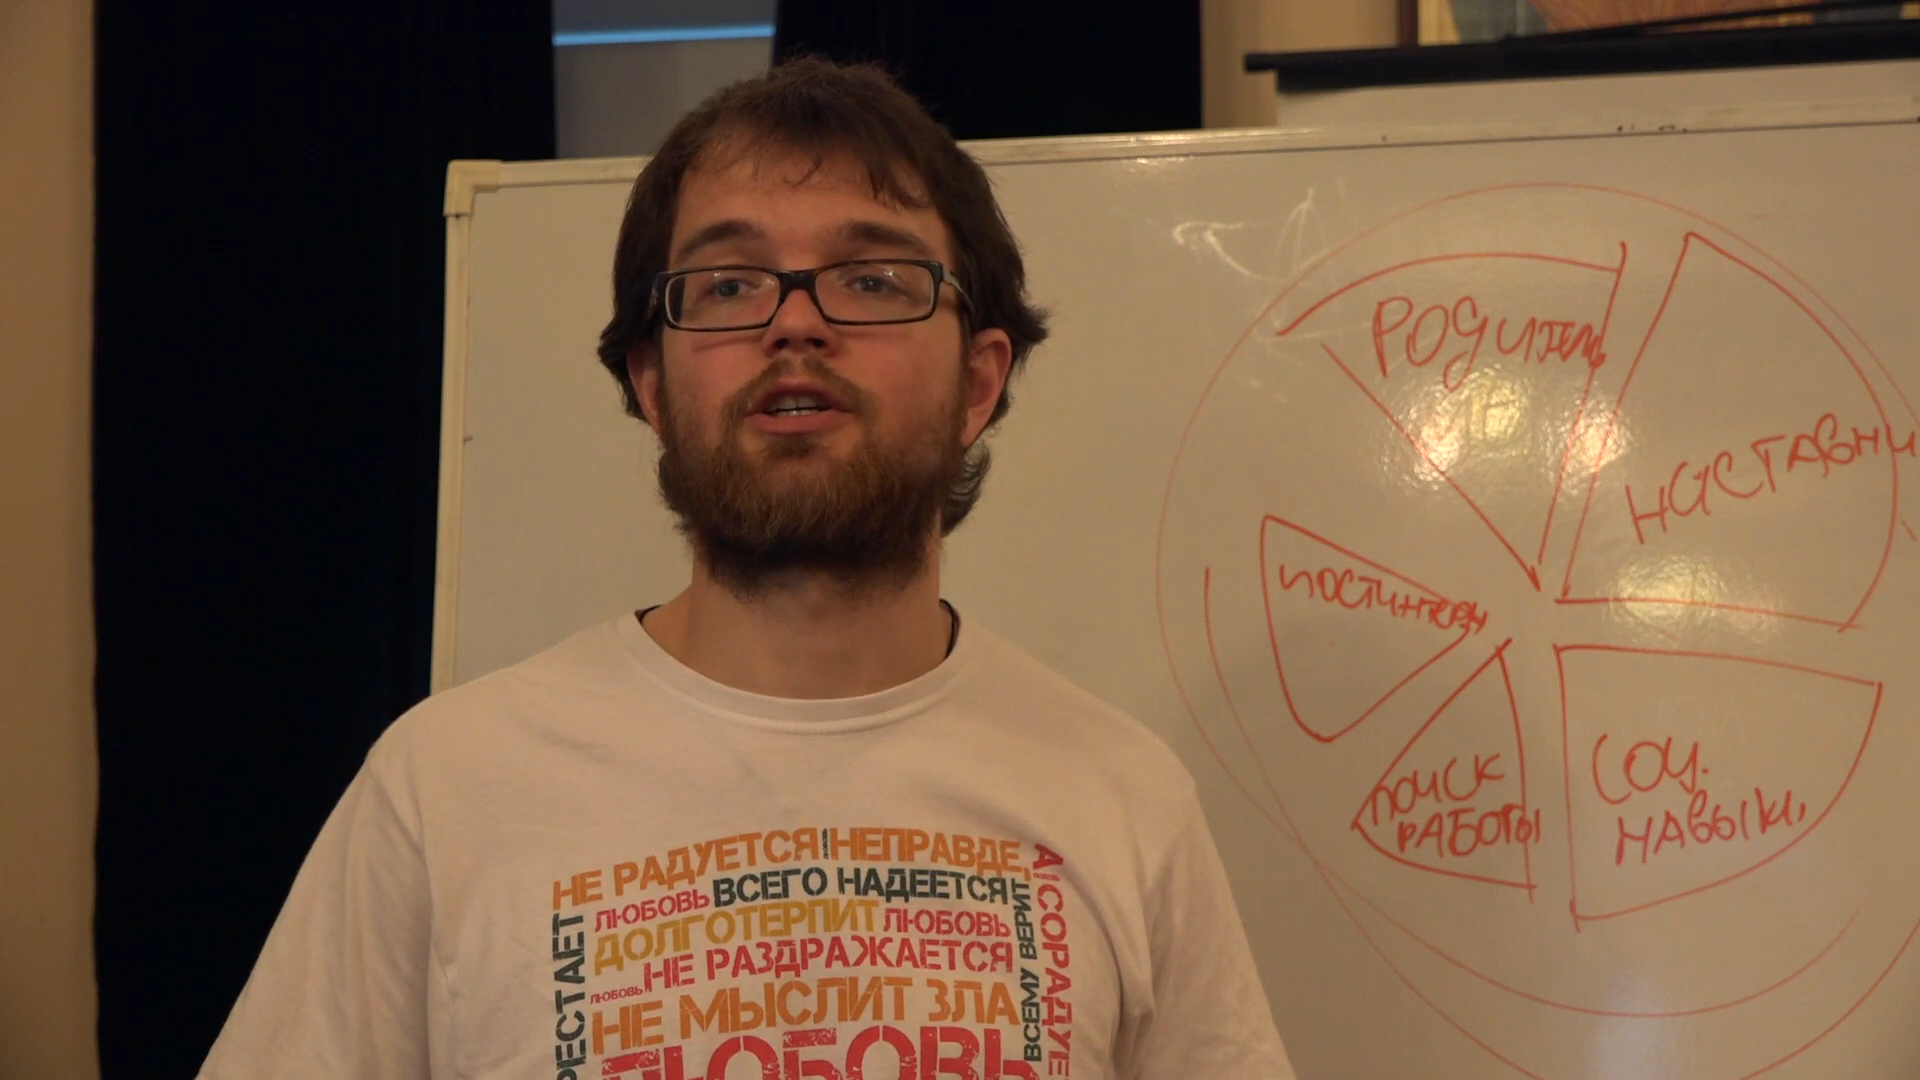 РОДИТЕЛЬ
НАСТАВНИ
ПОСТИНТЕРН
ПОИСК
РАБОТЫ
СОЦ.
НАВЫКИ
НЕ РАДУЕТСЯ НЕПРАВДЕ,
ЛЮБОВЬ ВСЕГО НАДЕЕТСЯ
ДОЛГОТЕРПИТ ЛЮБОВЬ
ЛЮБОВЬ НЕ РАЗДРАЖАЕТСЯ
НЕ МЫСЛИТ ЗЛА
ЛЮБОВЬ
РЕСТАЕТ
ВСЕМУ ВЕРИТ
А СОРАДУЕ